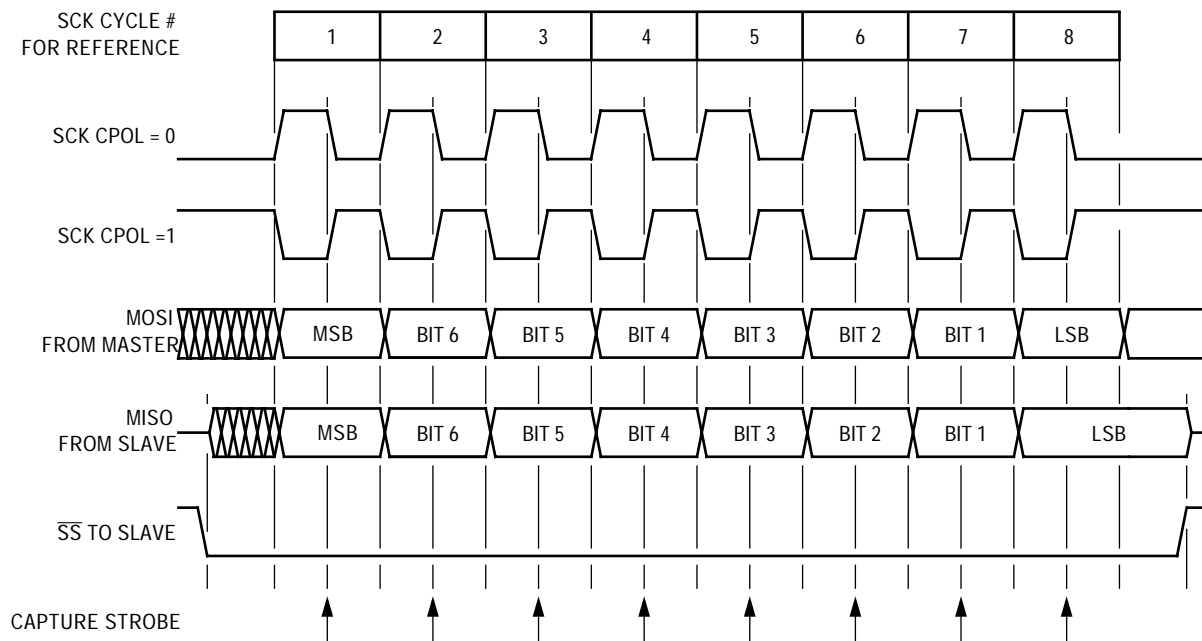 SCK CYCLE #
FOR REFERENCE
1 2 3 4 5 6 7 8
SCK CPOL = 0
SCK CPOL =1
MOSI
FROM MASTER
MSB BIT 6 BIT 5 BIT 4 BIT 3 BIT 2 BIT 1 LSB
MISO
FROM SLAVE
MSB BIT 6 BIT 5 BIT 4 BIT 3 BIT 2 BIT 1 LSB
S̅S̅ TO SLAVE
CAPTURE STROBE